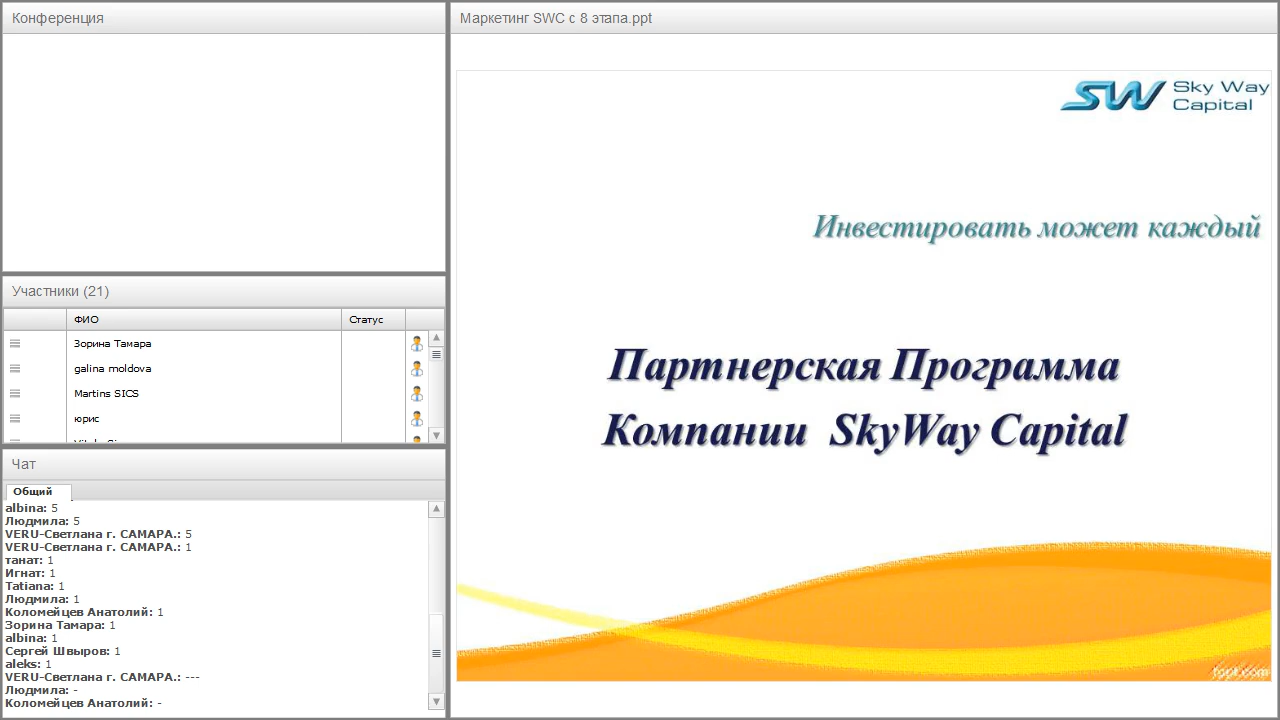 Конференция
Участники (21)
ФИО Статус
Зорина Тамара
galina moldova
Martins SICS
юрис
Чат
Общий
albina: 5
Людмила: 5
VERU-Светлана г. САМАРА.: 5
VERU-Светлана г. САМАРА.: 1
танат: 1
Игнат: 1
Tatiana: 1
Людмила: 1
Коломейцев Анатолий: 1
Зорина Тамара: 1
albina: 1
Сергей Швыров: 1
aleks: 1
VERU-Светлана г. САМАРА.: ---
Людмила: -
Коломейцев Анатолий: -
Маркетинг SWC с 8 этапа.ppt
SW Sky Way
Capital
Инвестировать может каждый
Партнерская Программа
Компании SkyWay Capital